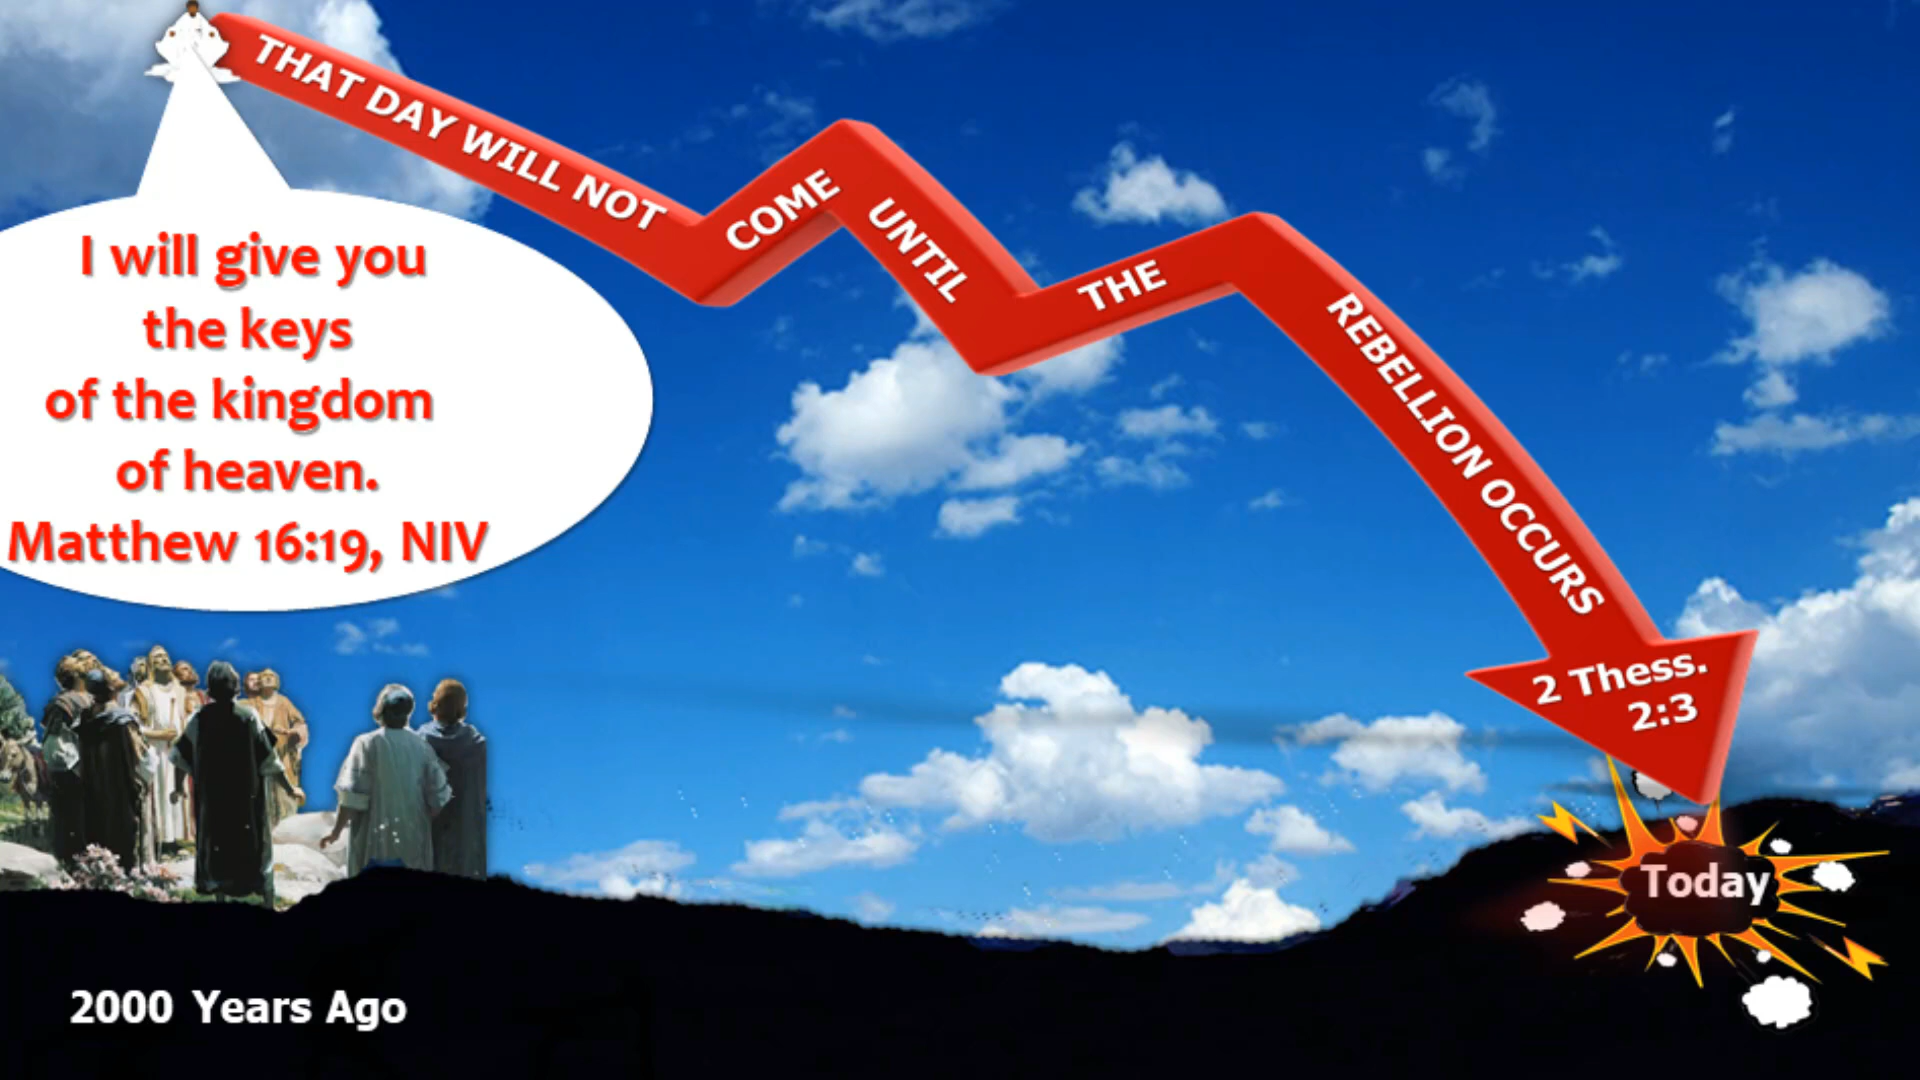 THAT DAY WILL NOT COME UNTIL THE REBELLION OCCURS
2 Thess.
2:3
I will give you
the keys
of the kingdom
of heaven.
Matthew 16:19, NIV
Today
2000 Years Ago